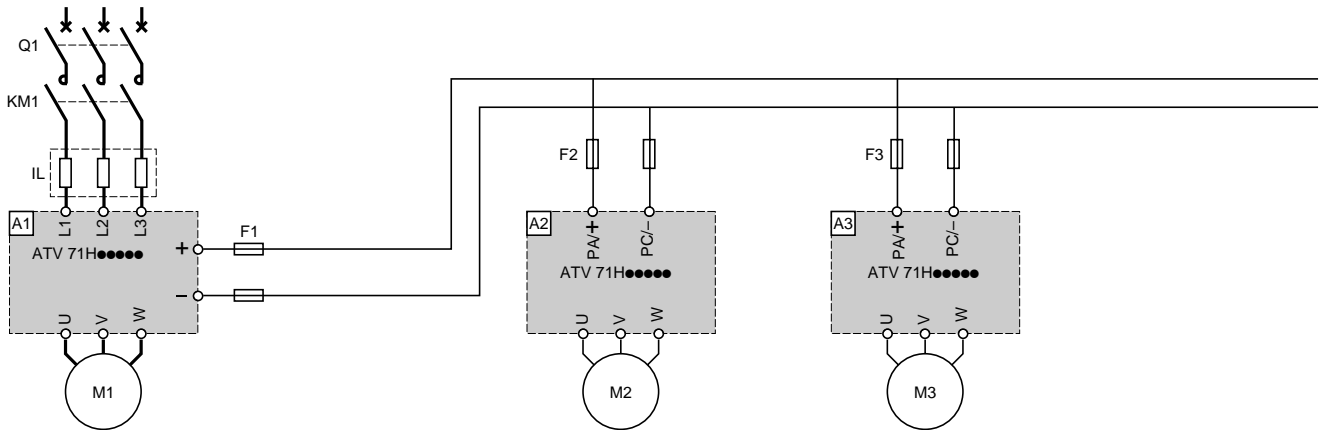 Q1
KM1
IL
A1
L1
L2
L3
ATV 71H●●●●●
+
−
U
V
W
M1
F1
F2
A2
PA/+
PC/−
ATV 71H●●●●●
U
V
W
M2
F3
A3
PA/+
PC/−
ATV 71H●●●●●
U
V
W
M3